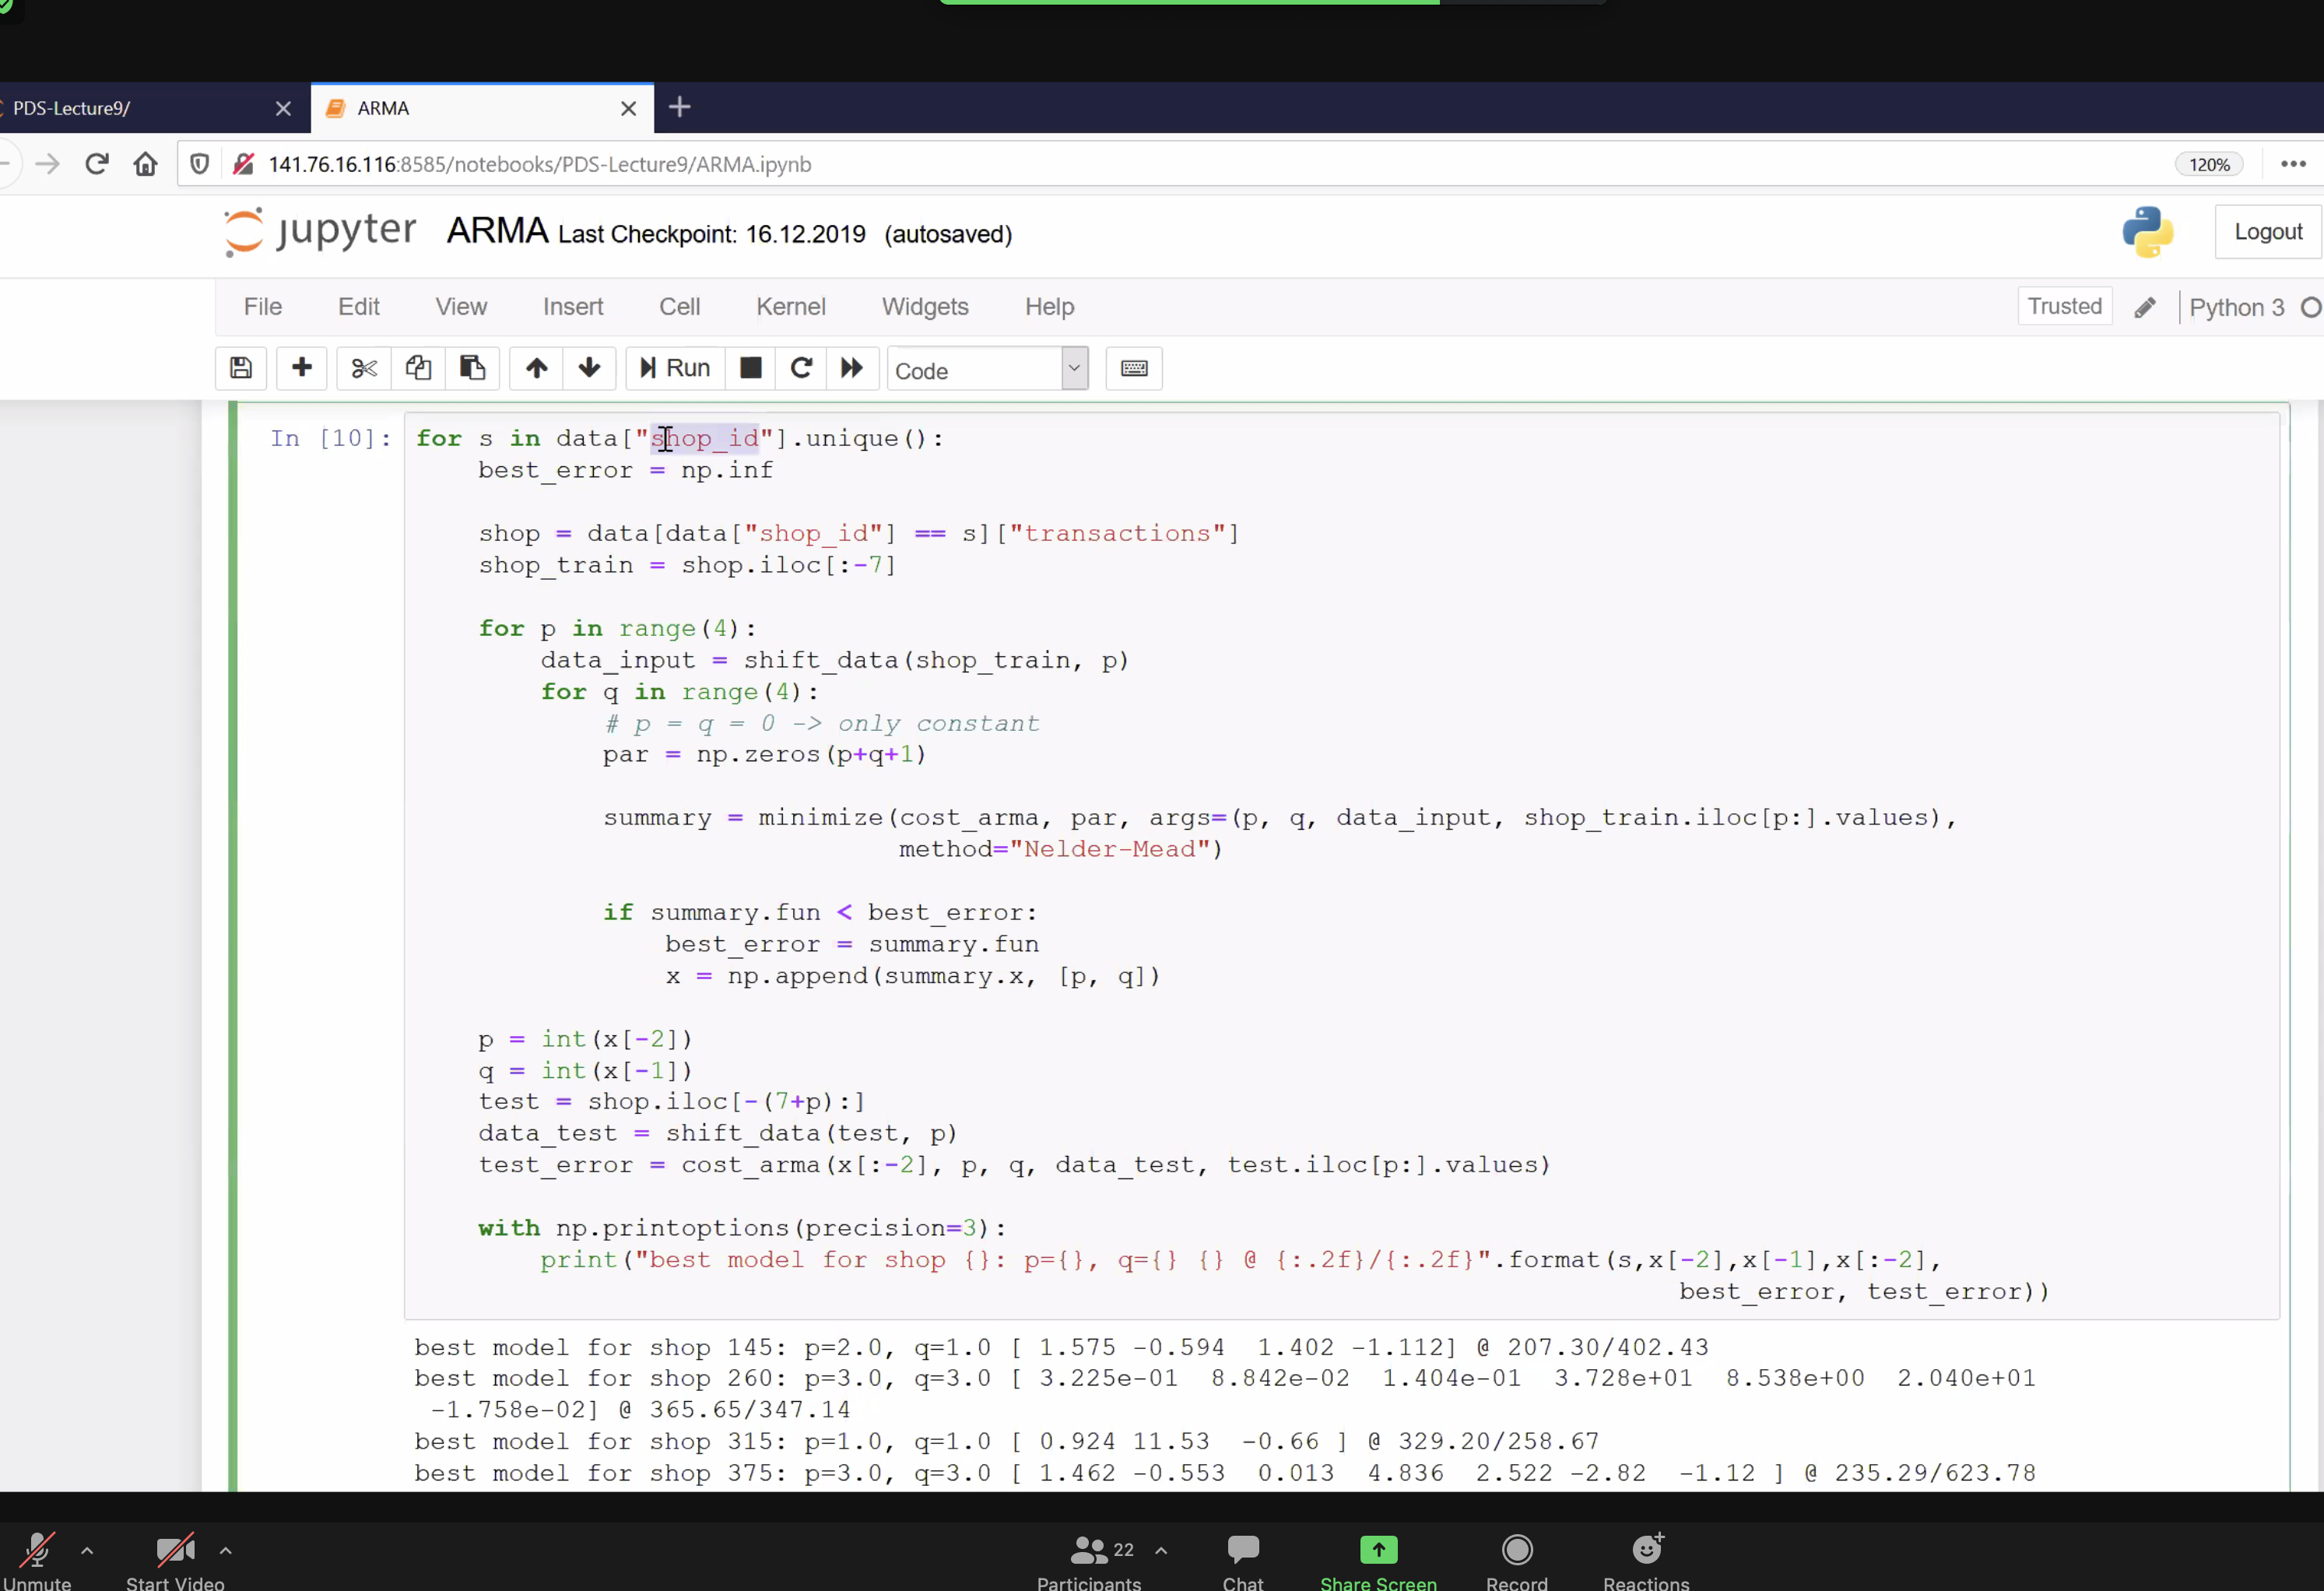 PDS-Lecture9/
ARMA
141.76.16.116:8585/notebooks/PDS-Lecture9/ARMA.ipynb
120%
jupyter ARMA Last Checkpoint: 16.12.2019 (autosaved)
Logout
File Edit View Insert Cell Kernel Widgets Help
Trusted
Python 3
Run
Code
In [10]: for s in data["shop_id"].unique():
    best_error = np.inf

    shop = data[data["shop_id"] == s]["transactions"]
    shop_train = shop.iloc[:-7]

    for p in range(4):
        data_input = shift_data(shop_train, p)
        for q in range(4):
            # p = q = 0 -> only constant
            par = np.zeros(p+q+1)

            summary = minimize(cost_arma, par, args=(p, q, data_input, shop_train.iloc[p:].values),
                               method="Nelder-Mead")

            if summary.fun < best_error:
                best_error = summary.fun
                x = np.append(summary.x, [p, q])

    p = int(x[-2])
    q = int(x[-1])
    test = shop.iloc[-(7+p):]
    data_test = shift_data(test, p)
    test_error = cost_arma(x[:-2], p, q, data_test, test.iloc[p:].values)

    with np.printoptions(precision=3):
        print("best model for shop {}: p={}, q={} {} @ {:.2f}/{:.2f}".format(s,x[-2],x[-1],x[:-2],
                                                                                 best_error, test_error))
best model for shop 145: p=2.0, q=1.0 [ 1.575 -0.594  1.402 -1.112] @ 207.30/402.43
best model for shop 260: p=3.0, q=3.0 [ 3.225e-01  8.842e-02  1.404e-01  3.728e+01  8.538e+00  2.040e+01
 -1.758e-02] @ 365.65/347.14
best model for shop 315: p=1.0, q=1.0 [ 0.924 11.53  -0.66 ] @ 329.20/258.67
best model for shop 375: p=3.0, q=3.0 [ 1.462 -0.553  0.013  4.836  2.522 -2.82  -1.12 ] @ 235.29/623.78
22
Unmute
Start Video
Participants
Chat
Share Screen
Record
Reactions